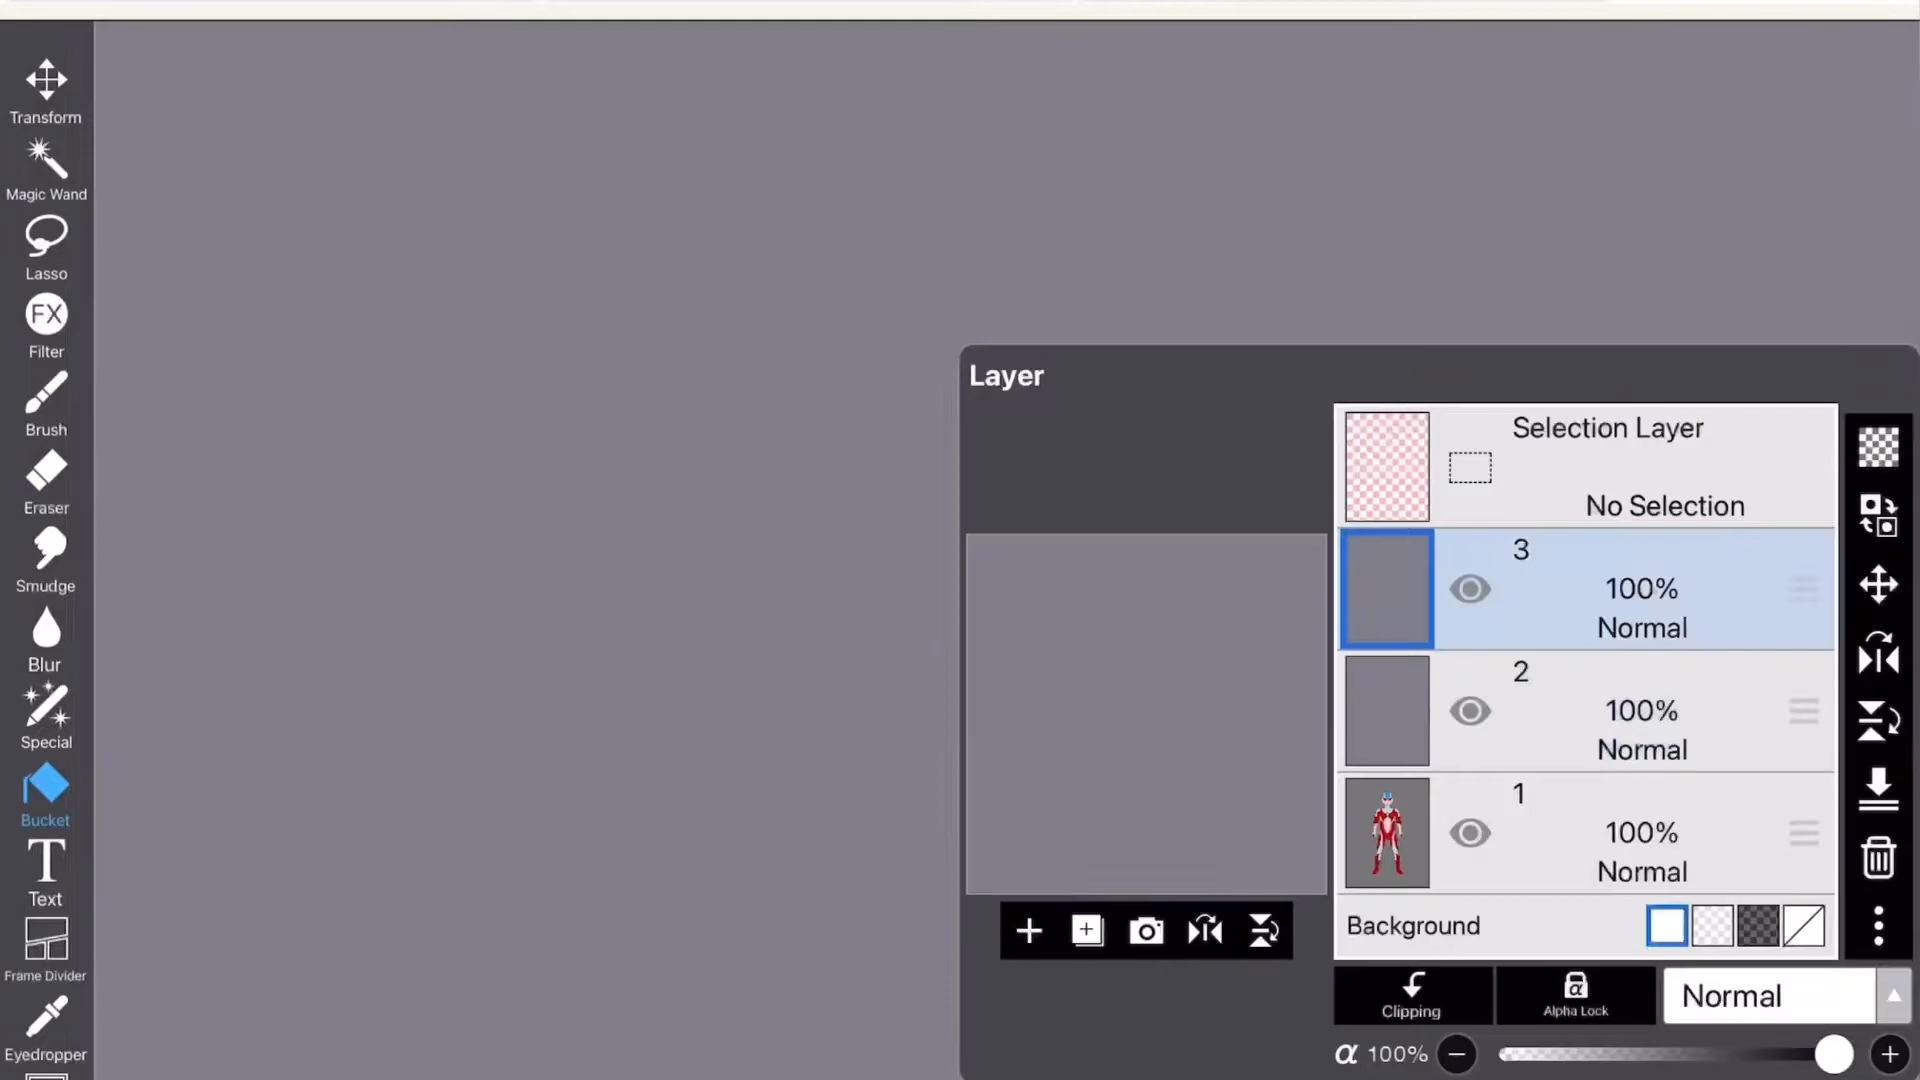 Transform
Magic Wand
Lasso
FX
Filter
Brush
Eraser
Smudge
Blur
Special
Bucket
T
Text
Frame Divider
Eyedropper
Layer
Selection Layer
No Selection
3
100%
Normal
2
100%
Normal
1
100%
Normal
Background
Clipping
α
Alpha Lock
Normal
α 100%